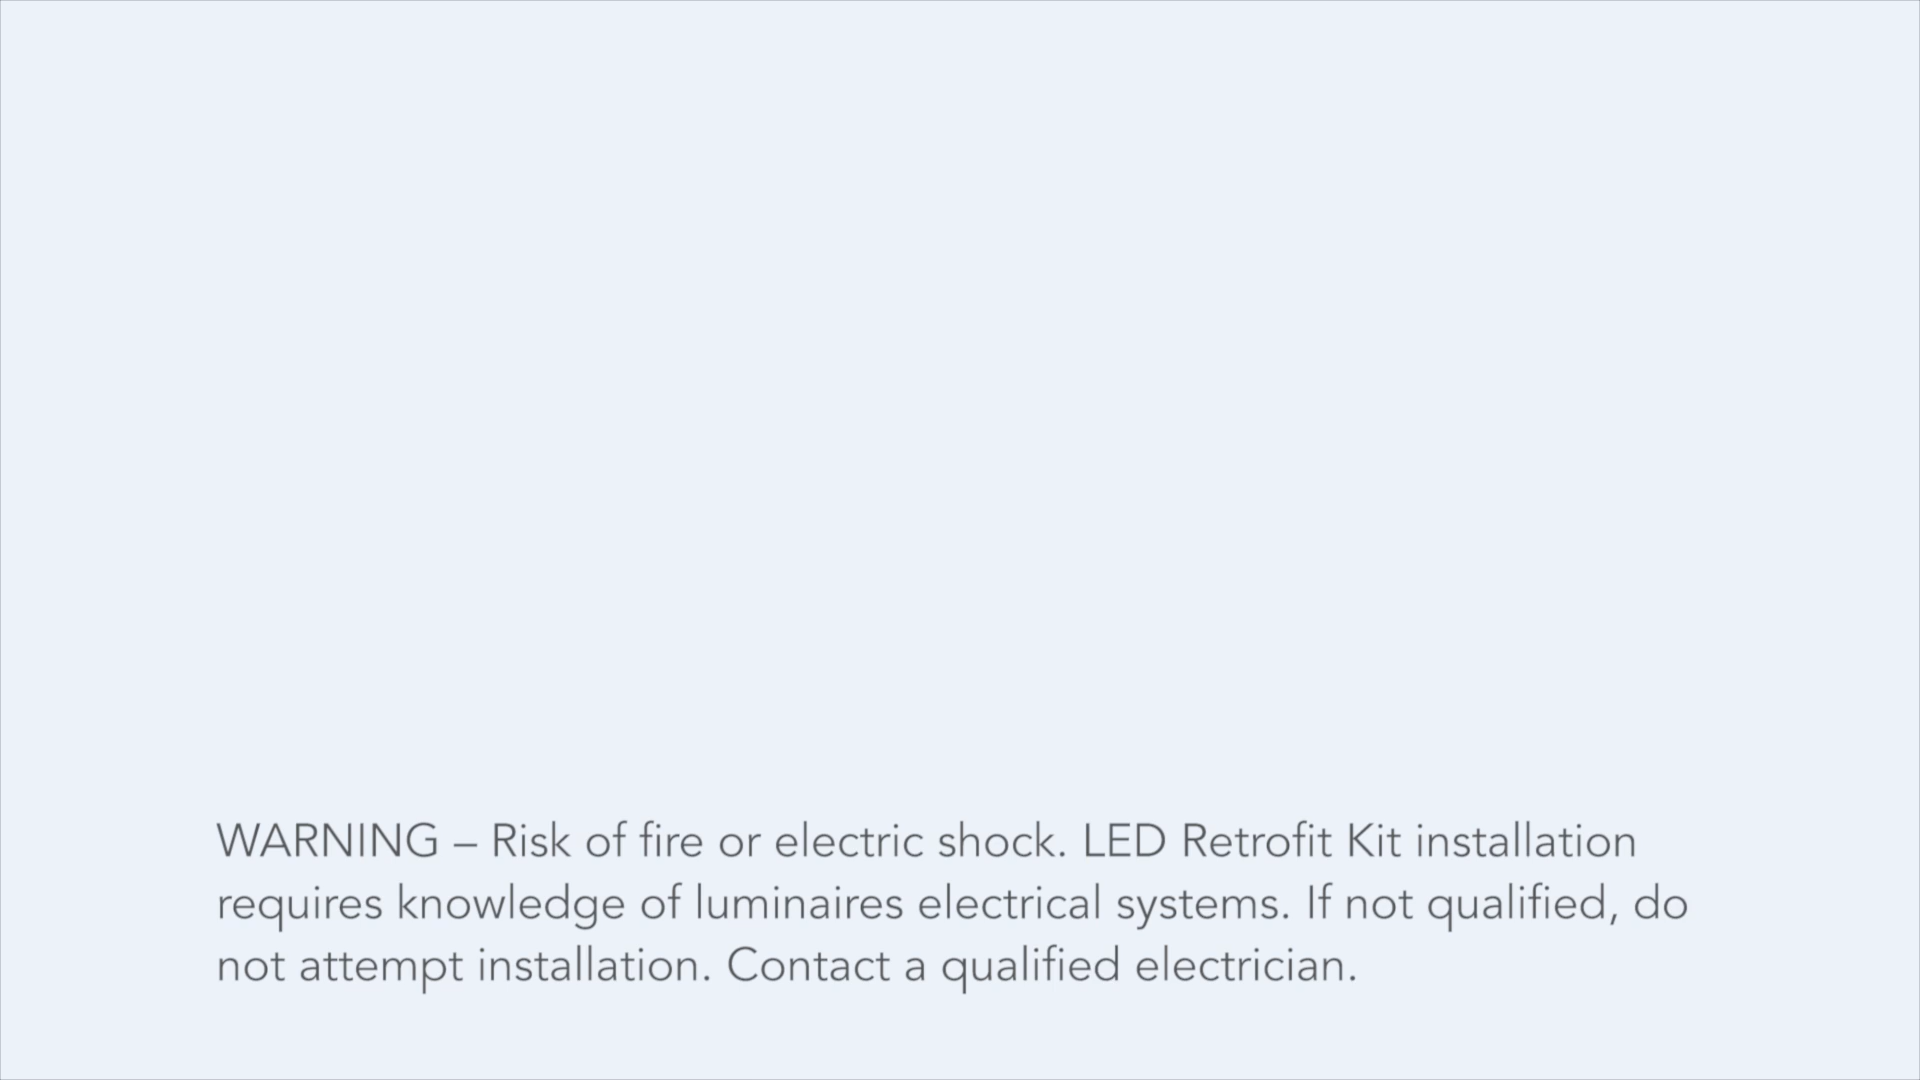 WARNING – Risk of fire or electric shock. LED Retrofit Kit installation
requires knowledge of luminaires electrical systems. If not qualified, do
not attempt installation. Contact a qualified electrician.